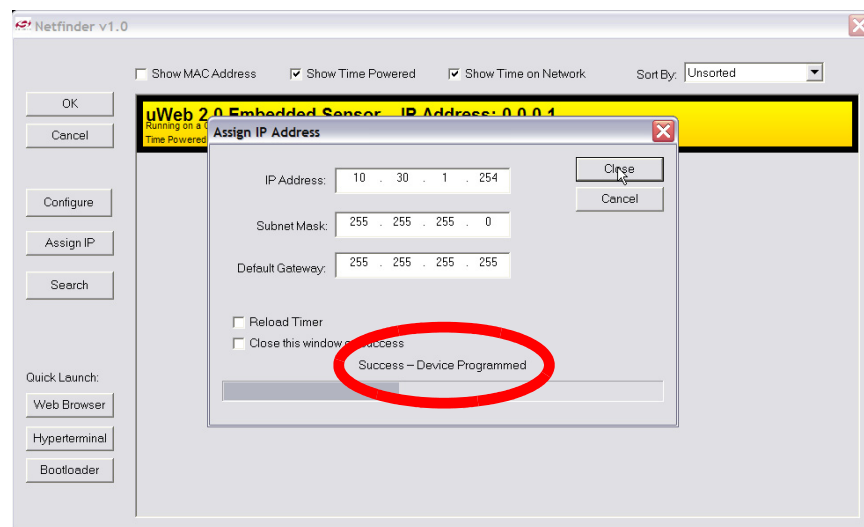 Netfinder v1.0
Show MAC Address
Show Time Powered
Show Time on Network
Sort By:
Unsorted
OK
Cancel
Configure
Assign IP
Search
Quick Launch:
Web Browser
Hyperterminal
Bootloader
uWeb 2.0 Embedded Sensor IP Address: 0.0.0.1
Running on a
Time Powered
Assign IP Address
IP Address:
10 . 30 . 1 . 254
Subnet Mask:
255 . 255 . 255 . 0
Default Gateway:
255 . 255 . 255 . 255
Close
Cancel
Reload Timer
Close this window success
Success – Device Programmed